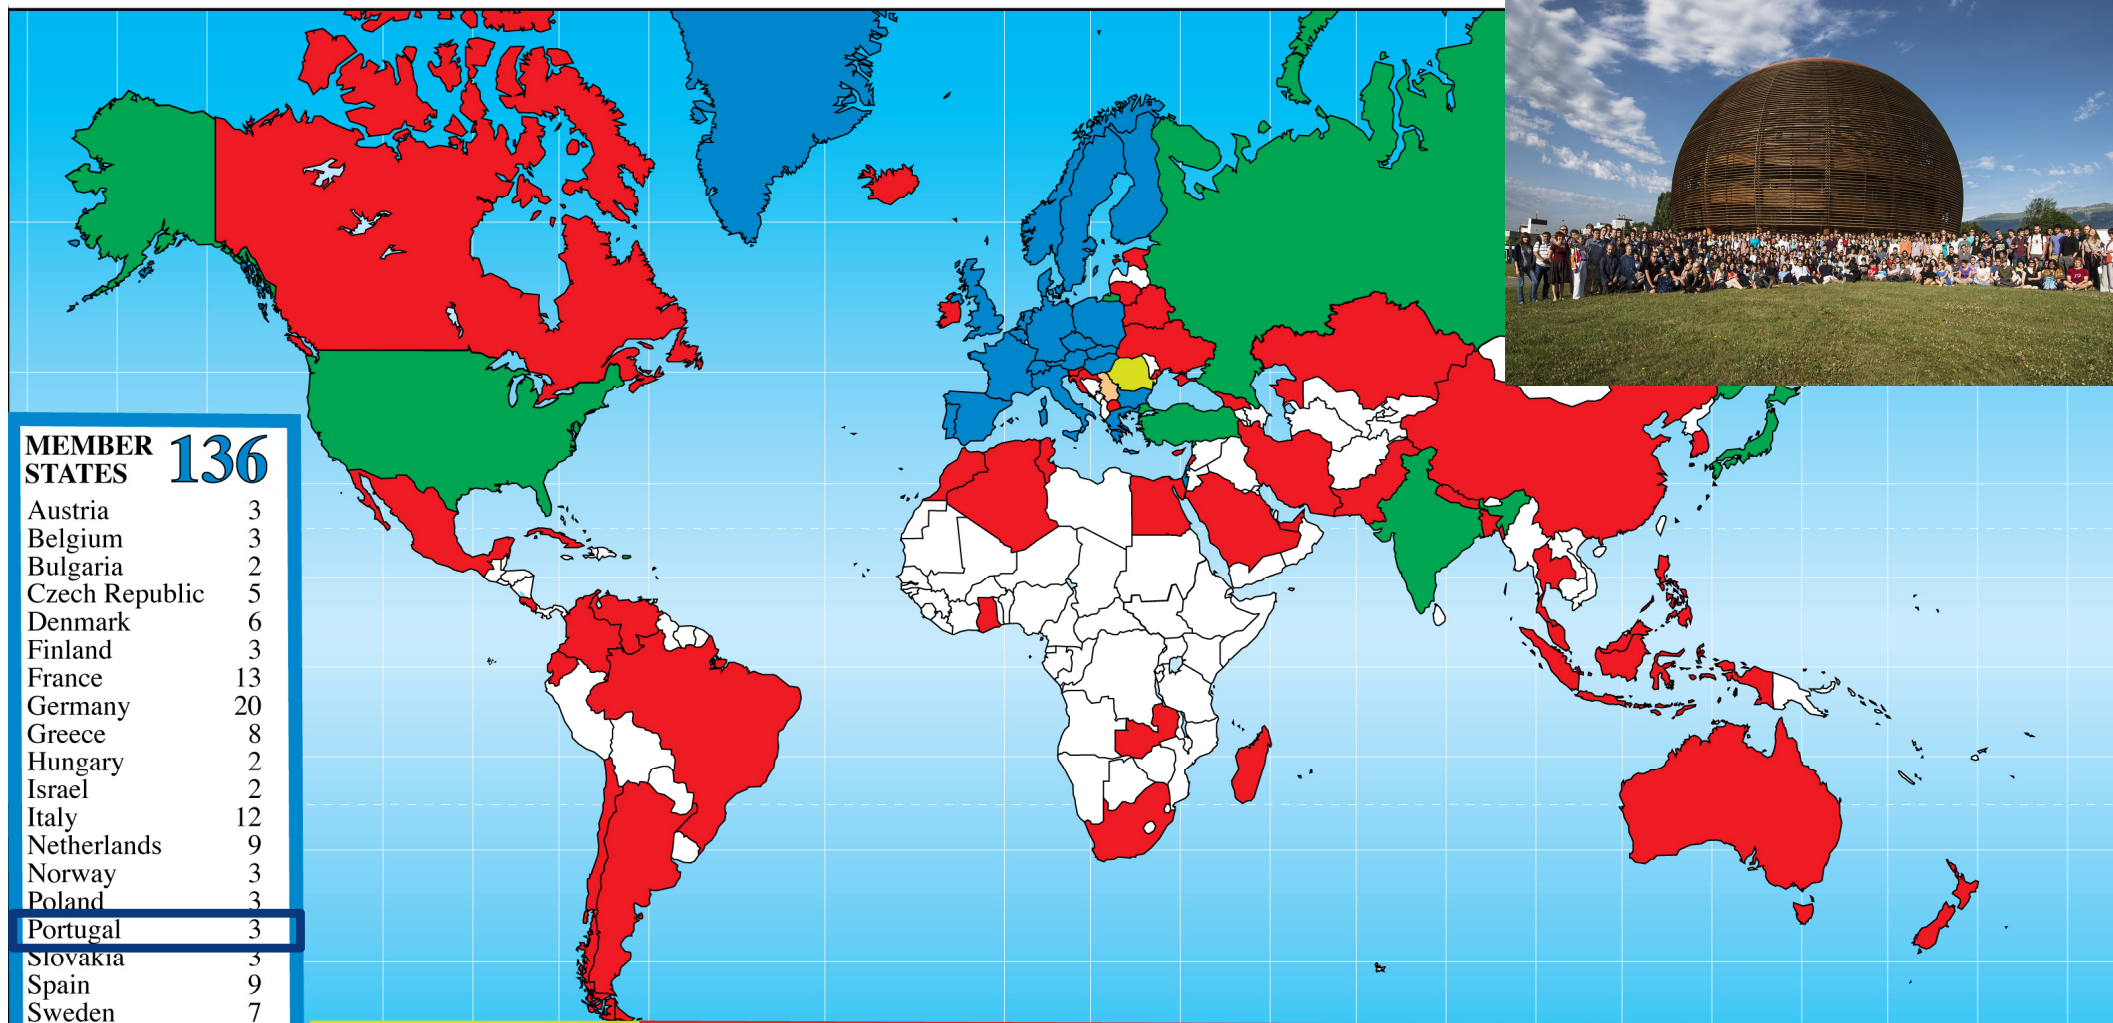 MEMBER STATES 136
Austria 3
Belgium 3
Bulgaria 2
Czech Republic 5
Denmark 6
Finland 3
France 13
Germany 20
Greece 8
Hungary 2
Israel 2
Italy 12
Netherlands 9
Norway 3
Poland 3
Portugal 3
Slovakia 3
Spain 9
Sweden 7